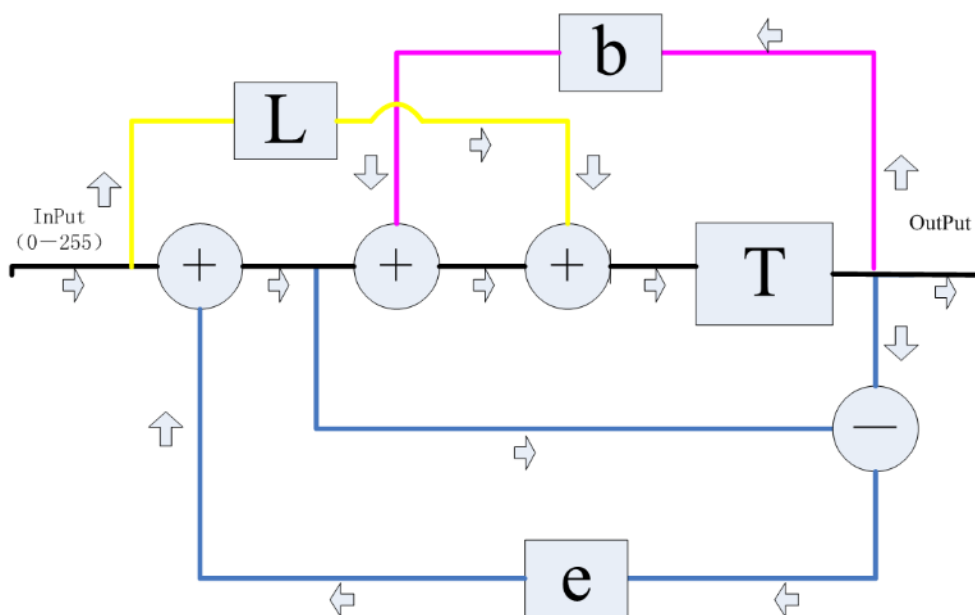 b
L
InPut
(0－255)
+
+
+
T
OutPut
—
e